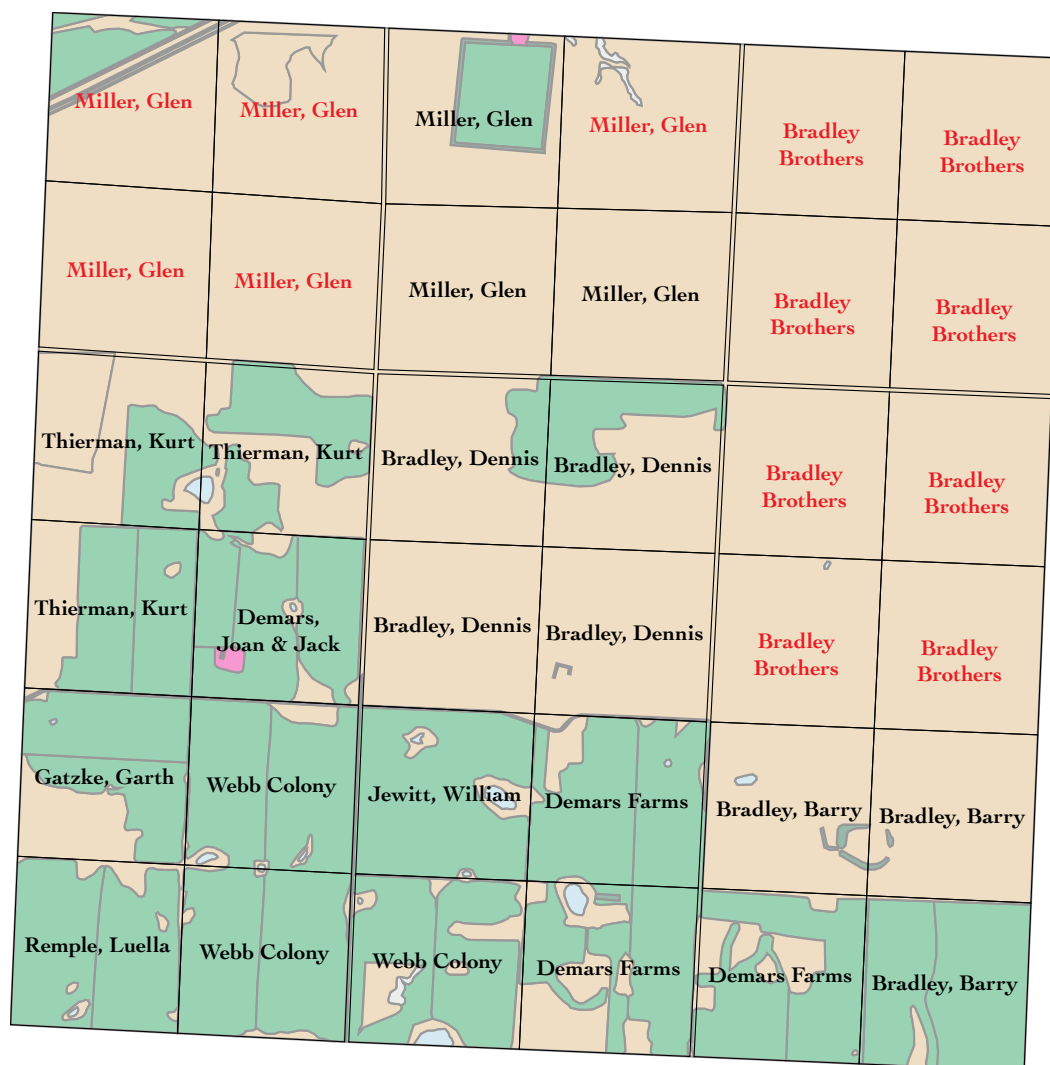 Miller, Glen
Miller, Glen
Miller, Glen
Miller, Glen
Bradley
Brothers
Bradley
Brothers
Miller, Glen
Miller, Glen
Miller, Glen
Miller, Glen
Bradley
Brothers
Bradley
Brothers
Thierman, Kurt
Thierman, Kurt
Bradley, Dennis
Bradley, Dennis
Bradley
Brothers
Bradley
Brothers
Thierman, Kurt
Demars,
Joan & Jack
Bradley, Dennis
Bradley, Dennis
Bradley
Brothers
Bradley
Brothers
Gatzke, Garth
Webb Colony
Jewitt, William
Demars Farms
Bradley, Barry
Bradley, Barry
Remple, Luella
Webb Colony
Webb Colony
Demars Farms
Demars Farms
Bradley, Barry